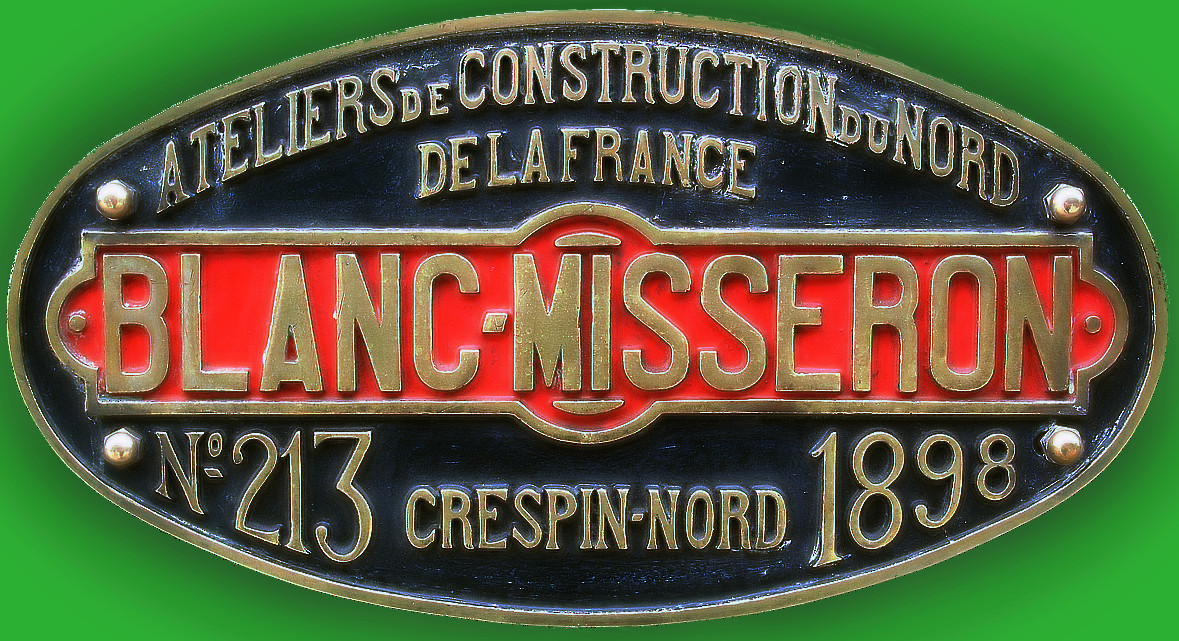 ATELIERS DE CONSTRUCTION DU NORD
DE LA FRANCE
BLANC-MISSERON
Nº 213
CRESPIN-NORD
1898